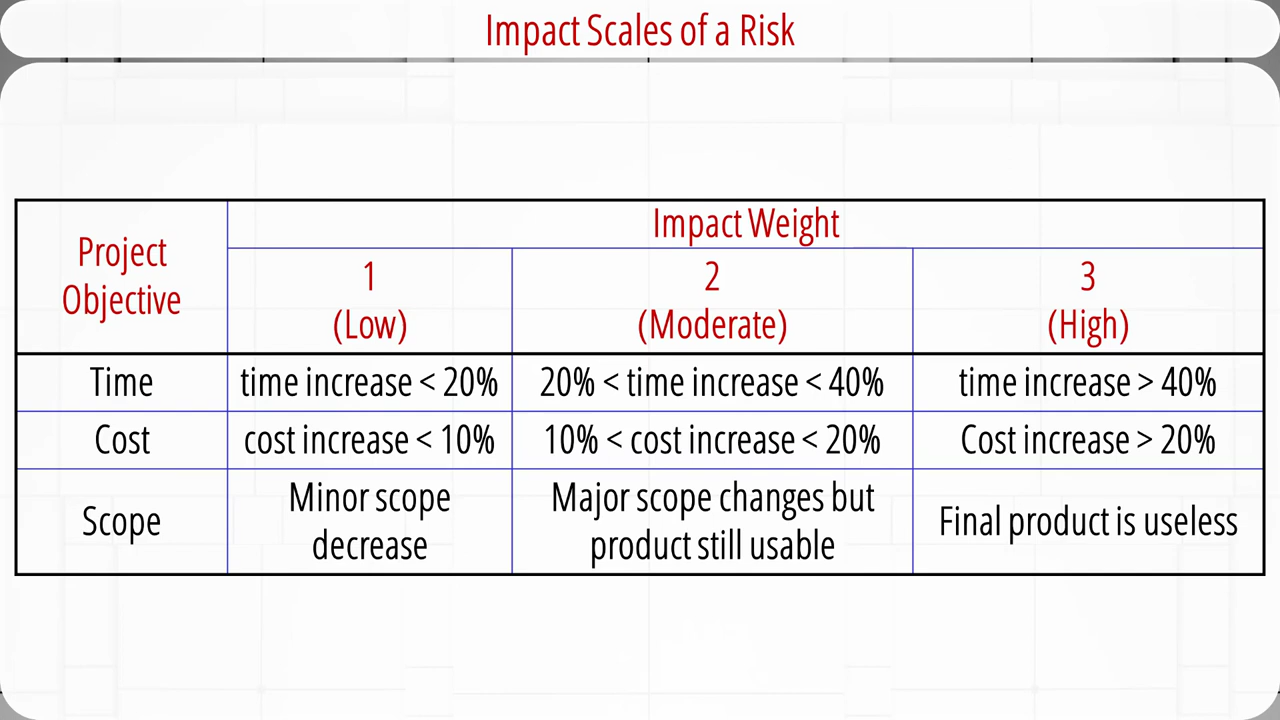 Impact Scales of a Risk
Project
Objective
Impact Weight
1
(Low)
2
(Moderate)
3
(High)
Time
time increase < 20%
20% < time increase < 40%
time increase > 40%
Cost
cost increase < 10%
10% < cost increase < 20%
Cost increase > 20%
Scope
Minor scope
decrease
Major scope changes but
product still usable
Final product is useless